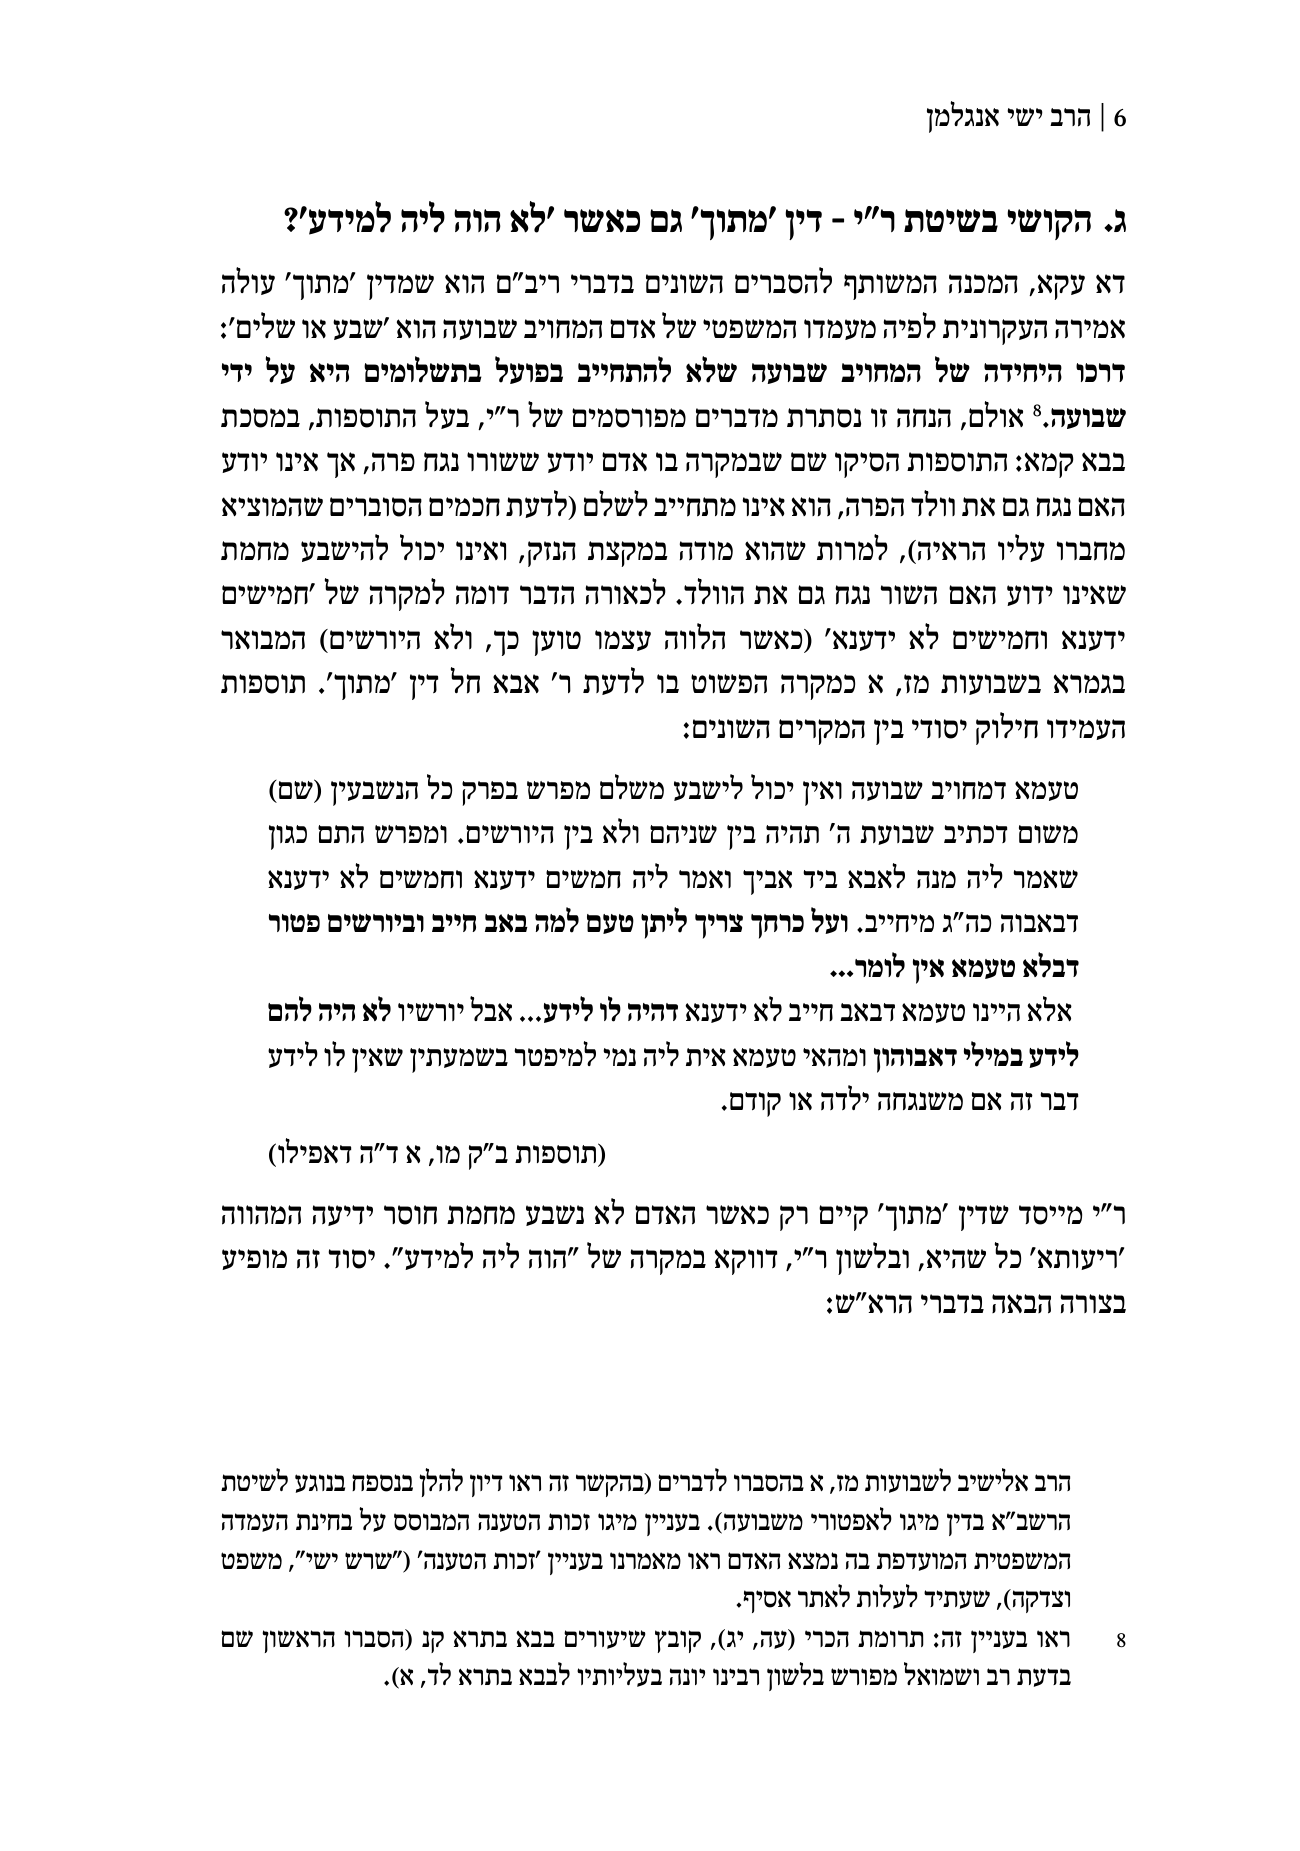 6 | הרב ישי אנגלמן
ג. הקושי בשיטת ר"י - דין 'מתוך' גם כאשר 'לא הוה ליה למידע'?
דא עקא, המכנה המשותף להסברים השונים בדברי ריב"ם הוא שמדין 'מתוך' עולה
אמירה העקרונית לפיה מעמדו המשפטי של אדם המחויב שבועה הוא 'שבע או שלים':
דרכו היחידה של המחויב שבועה שלא להתחייב בפועל בתשלומים היא על ידי
שבועה.8 אולם, הנחה זו נסתרת מדברים מפורסמים של ר"י, בעל התוספות, במסכת
בבא קמא: התוספות הסיקו שם שבמקרה בו אדם יודע ששורו נגח פרה, אך אינו יודע
האם נגח גם את וולד הפרה, הוא אינו מתחייב לשלם (לדעת חכמים הסוברים שהמוציא
מחברו עליו הראיה), למרות שהוא מודה במקצת הנזק, ואינו יכול להישבע מחמת
שאינו ידוע האם השור נגח גם את הוולד. לכאורה הדבר דומה למקרה של 'חמישים
ידענא וחמישים לא ידענא' (כאשר הלווה עצמו טוען כך, ולא היורשים) המבואר
בגמרא בשבועות מז, א כמקרה הפשוט בו לדעת ר' אבא חל דין 'מתוך'. תוספות
העמידו חילוק יסודי בין המקרים השונים:
טעמא דמחויב שבועה ואין יכול לישבע משלם מפרש בפרק כל הנשבעין (שם)
משום דכתיב שבועת ה' תהיה בין שניהם ולא בין היורשים. ומפרש התם כגון
שאמר ליה מנה לאבא ביד אביך ואמר ליה חמשים ידענא וחמשים לא ידענא
דבאבוה כה"ג מיחייב. ועל כרחך צריך ליתן טעם למה באב חייב וביורשים פטור
דבלא טעמא אין לומר...
אלא היינו טעמא דבאב חייב לא ידענא דהיה לו לידע... אבל יורשיו לא היה להם
לידע במילי דאבוהון ומהאי טעמא אית ליה נמי למיפטר בשמעתין שאין לו לידע
דבר זה אם משנגחה ילדה או קודם.
(תוספות ב"ק מו, א ד"ה דאפילו)
ר"י מייסד שדין 'מתוך' קיים רק כאשר האדם לא נשבע מחמת חוסר ידיעה המהווה
'ריעותא' כל שהיא, ובלשון ר"י, דווקא במקרה של "הוה ליה למידע". יסוד זה מופיע
בצורה הבאה בדברי הרא"ש:
הרב אלישיב לשבועות מז, א בהסברו לדברים (בהקשר זה ראו דיון להלן בנספח בנוגע לשיטת
הרשב"א בדין מיגו לאפטורי משבועה). בעניין מיגו זכות הטענה המבוסס על בחינת העמדה
המשפטית המועדפת בה נמצא האדם ראו מאמרנו בעניין 'זכות הטענה' ("שרש ישי", משפט
וצדקה), שעתיד לעלות לאתר אסיף.
8 ראו בעניין זה: תרומת הכרי (עה, יג), קובץ שיעורים בבא בתרא קנ (הסברו הראשון שם
בדעת רב ושמואל מפורש בלשון רבינו יונה בעליותיו לבבא בתרא לד, א).